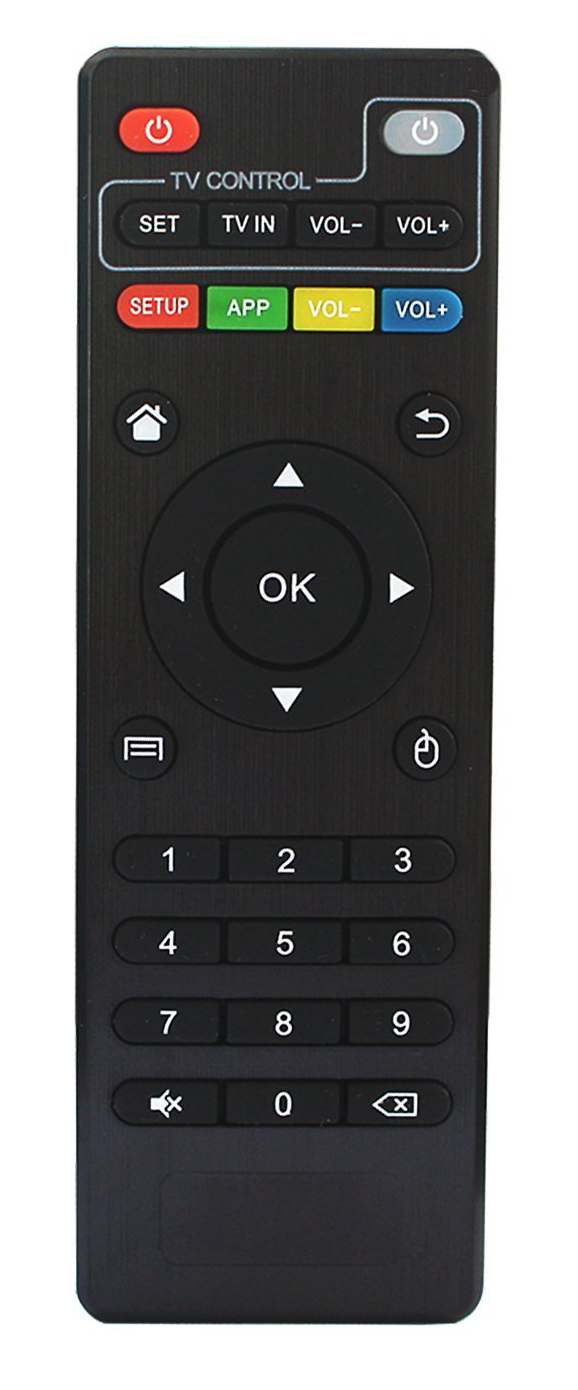 TV CONTROL
SET TV IN VOL− VOL+
SETUP APP VOL− VOL+
OK
1 2 3
4 5 6
7 8 9
0